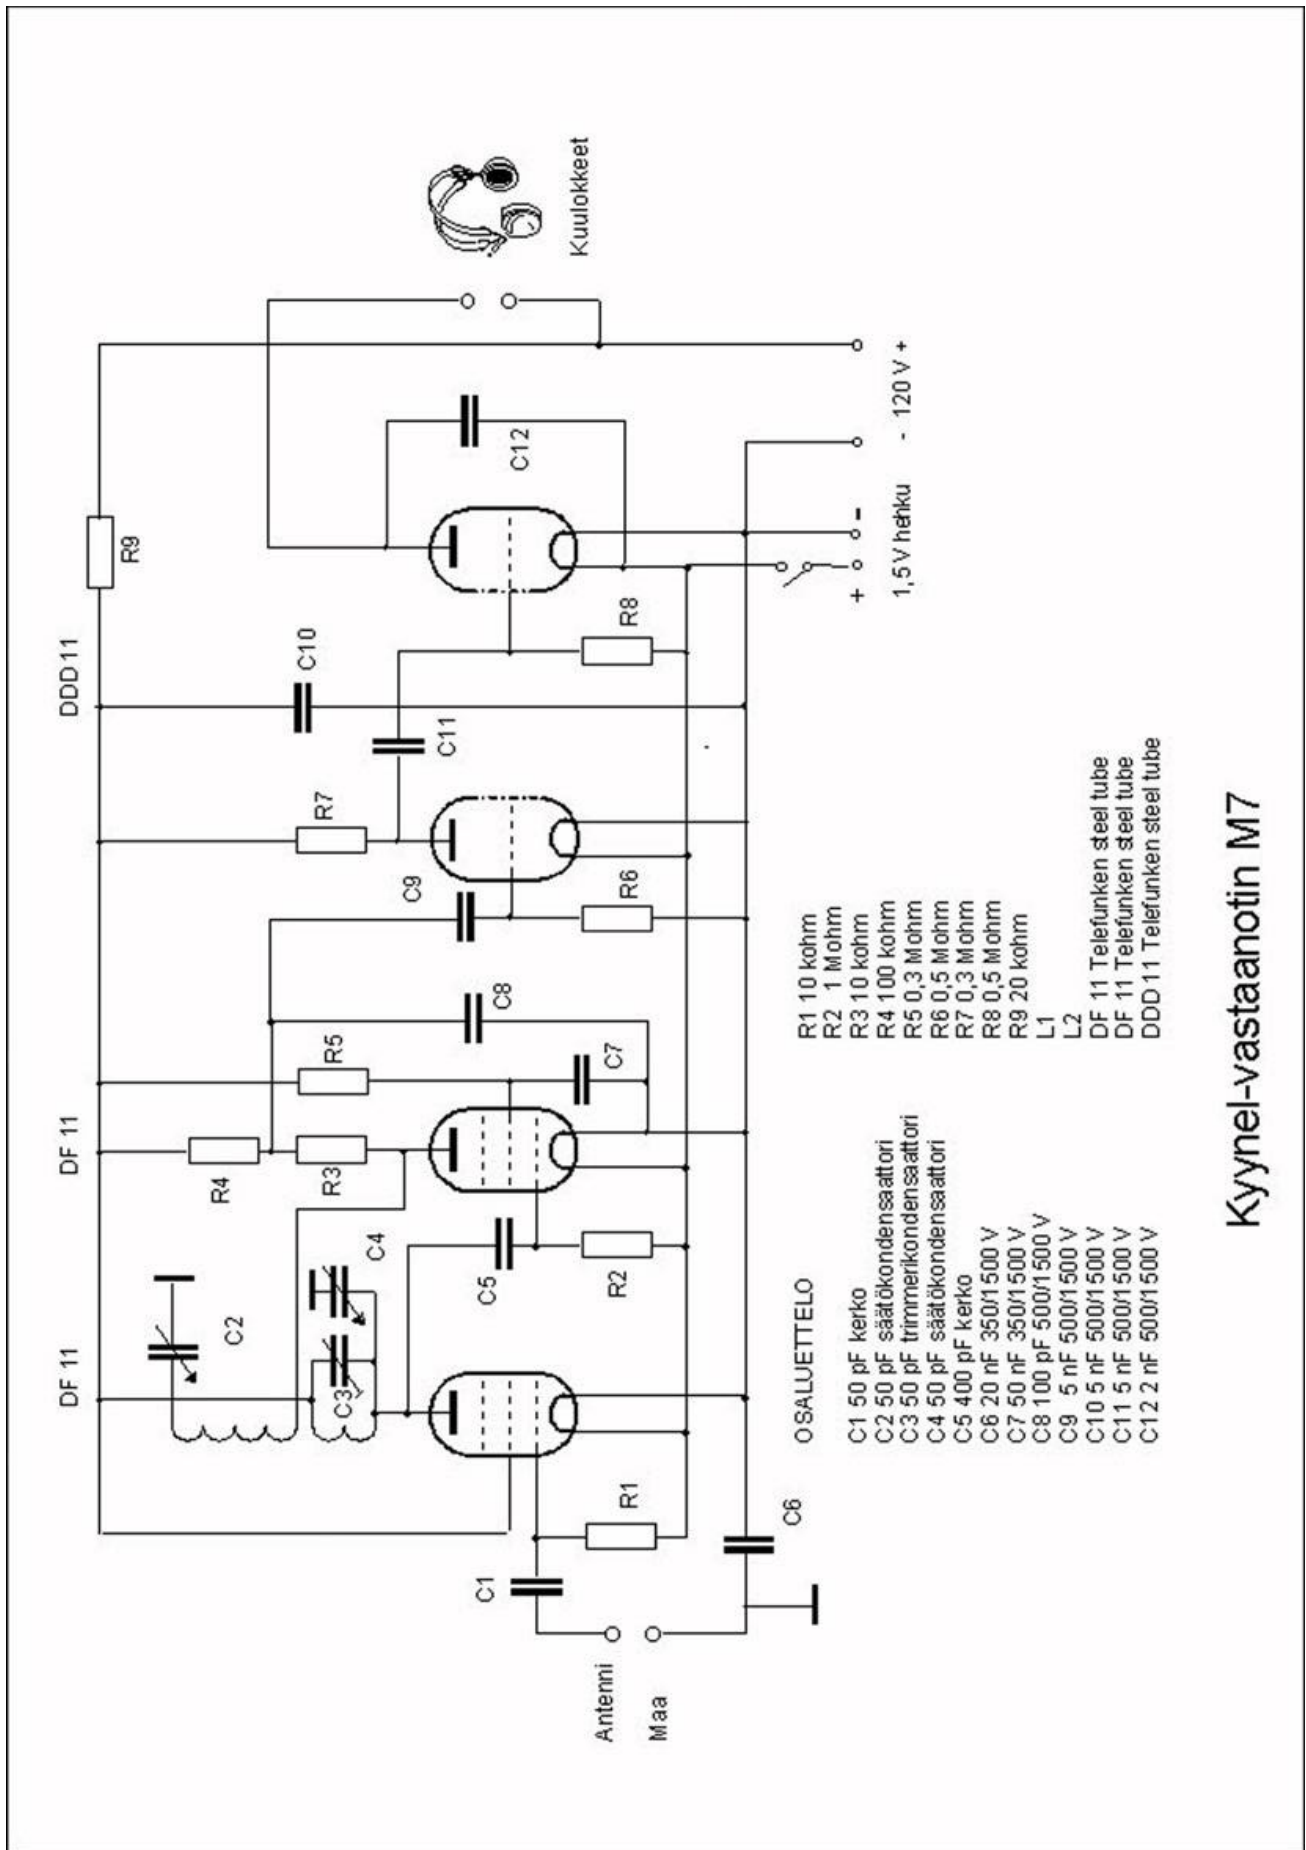 DF 11
DF 11
DDD11
C2
C3
C4
R4
R3
R5
R7
C10
R9
C5
C8
C7
C9
C11
C12
Kuulokkeet
C1
R1
R2
R6
R8
Antenni
Maa
C6
+
-
1,5 V hehku
- 120 V +
OSALUETTELO
C1 50 pF kerko
C2 50 pF säätökondensaattori
C3 50 pF trimmerikondensaattori
C4 50 pF säätökondensaattori
C5 400 pF kerko
C6 20 nF 350/1500 V
C7 50 nF 350/1500 V
C8 100 pF 500/1500 V
C9 5 nF 500/1500 V
C10 5 nF 500/1500 V
C11 5 nF 500/1500 V
C12 2 nF 500/1500 V
R1 10 kohm
R2 1 Mohm
R3 10 kohm
R4 100 kohm
R5 0,3 Mohm
R6 0,5 Mohm
R7 0,3 Mohm
R8 0,5 Mohm
R9 20 kohm
L1
L2
DF 11 Telefunken steel tube
DF 11 Telefunken steel tube
DDD11 Telefunken steel tube
Kyynel-vastaanotin M7